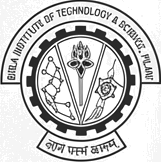 BIRLA INSTITUTE OF TECHNOLOGY & SCIENCE, PILANI
ज्ञानं परमं बलम्